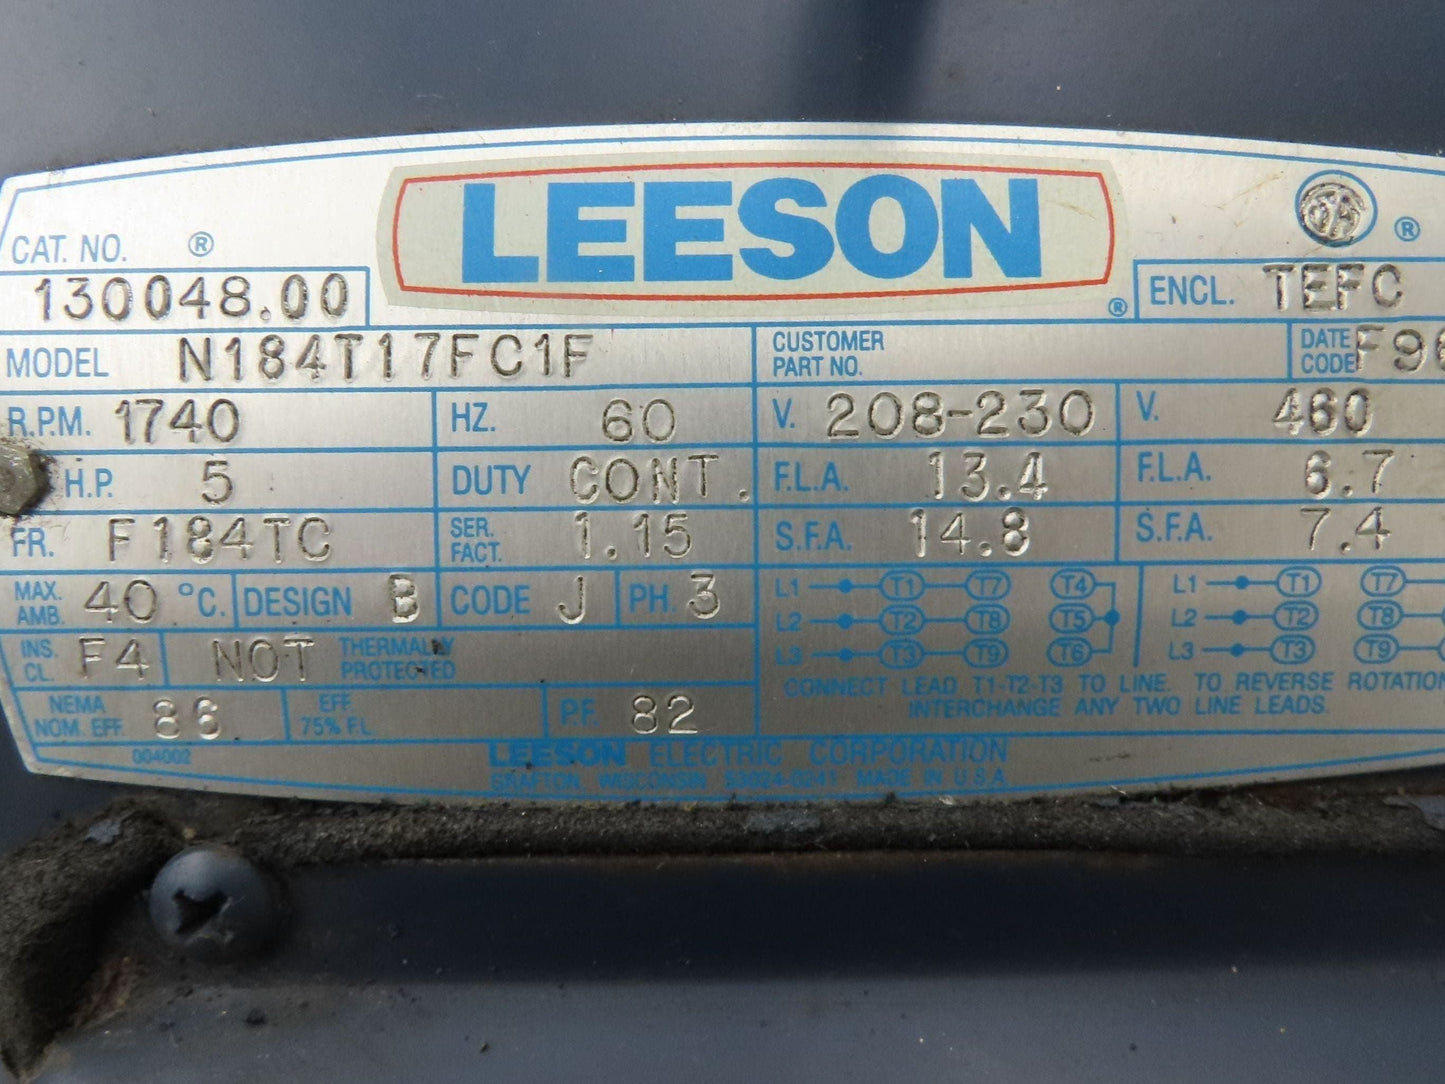 LEESON
CAT. NO. ®
130048.00
® ENCL. TEFC
MODEL N184T17FC1F CUSTOMER PART NO. DATE CODE F96
R.P.M. 1740 HZ. 60 V. 208-230 V. 460
H.P. 5 DUTY CONT. F.L.A. 13.4 F.L.A. 6.7
FR. F184TC SER. FACT. 1.15 S.F.A. 14.8 S.F.A. 7.4
MAX. AMB. 40 °C. DESIGN B CODE J PH. 3
INS. CL. F4 NOT THERMALLY PROTECTED
NEMA NOM. EFF. 86 EFF 75% F.L. P.F. 82
L1 T1 T7 T4 L1 T1 T7
L2 T2 T8 T5 L2 T2 T8
L3 T3 T9 T6 L3 T3 T9
CONNECT LEAD T1-T2-T3 TO LINE. TO REVERSE ROTATION
INTERCHANGE ANY TWO LINE LEADS.
004002
LEESON ELECTRIC CORPORATION
GRAFTON, WISCONSIN 53024-0241 MADE IN U.S.A.